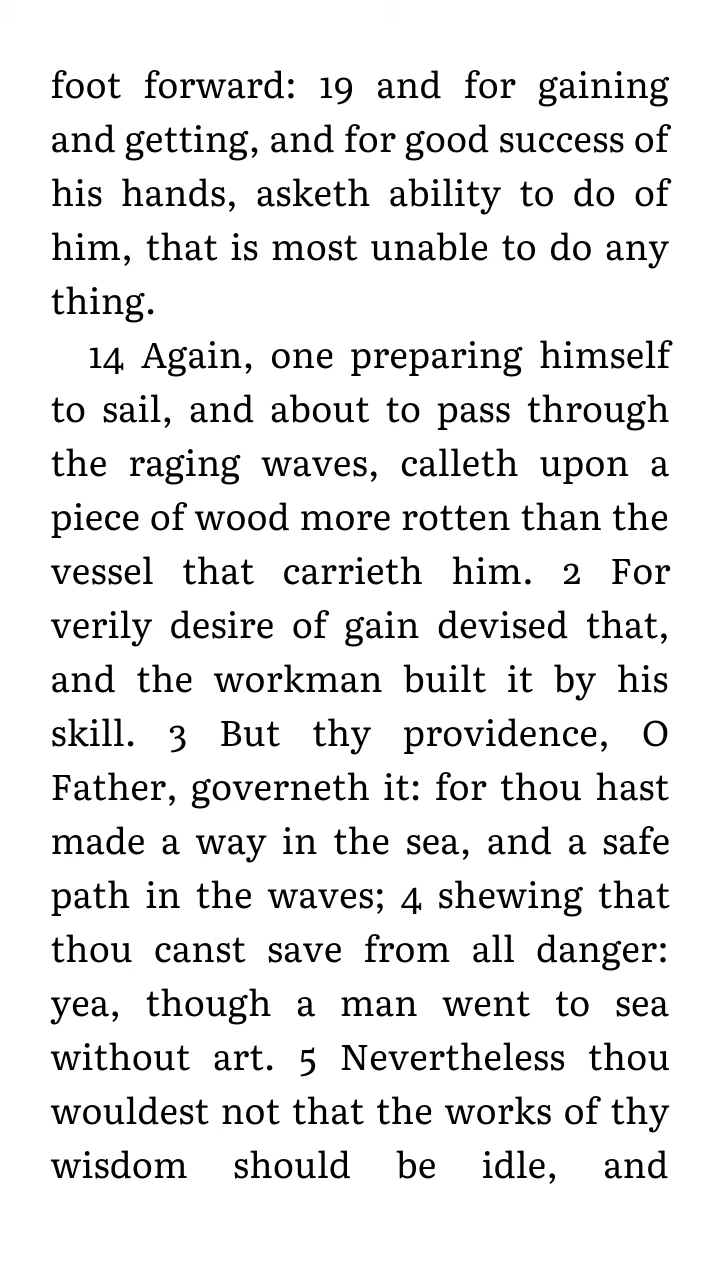 foot forward: 19 and for gaining
and getting, and for good success of
his hands, asketh ability to do of
him, that is most unable to do any
thing.
14 Again, one preparing himself
to sail, and about to pass through
the raging waves, calleth upon a
piece of wood more rotten than the
vessel that carrieth him. 2 For
verily desire of gain devised that,
and the workman built it by his
skill. 3 But thy providence, O
Father, governeth it: for thou hast
made a way in the sea, and a safe
path in the waves; 4 shewing that
thou canst save from all danger:
yea, though a man went to sea
without art. 5 Nevertheless thou
wouldest not that the works of thy
wisdom should be idle, and